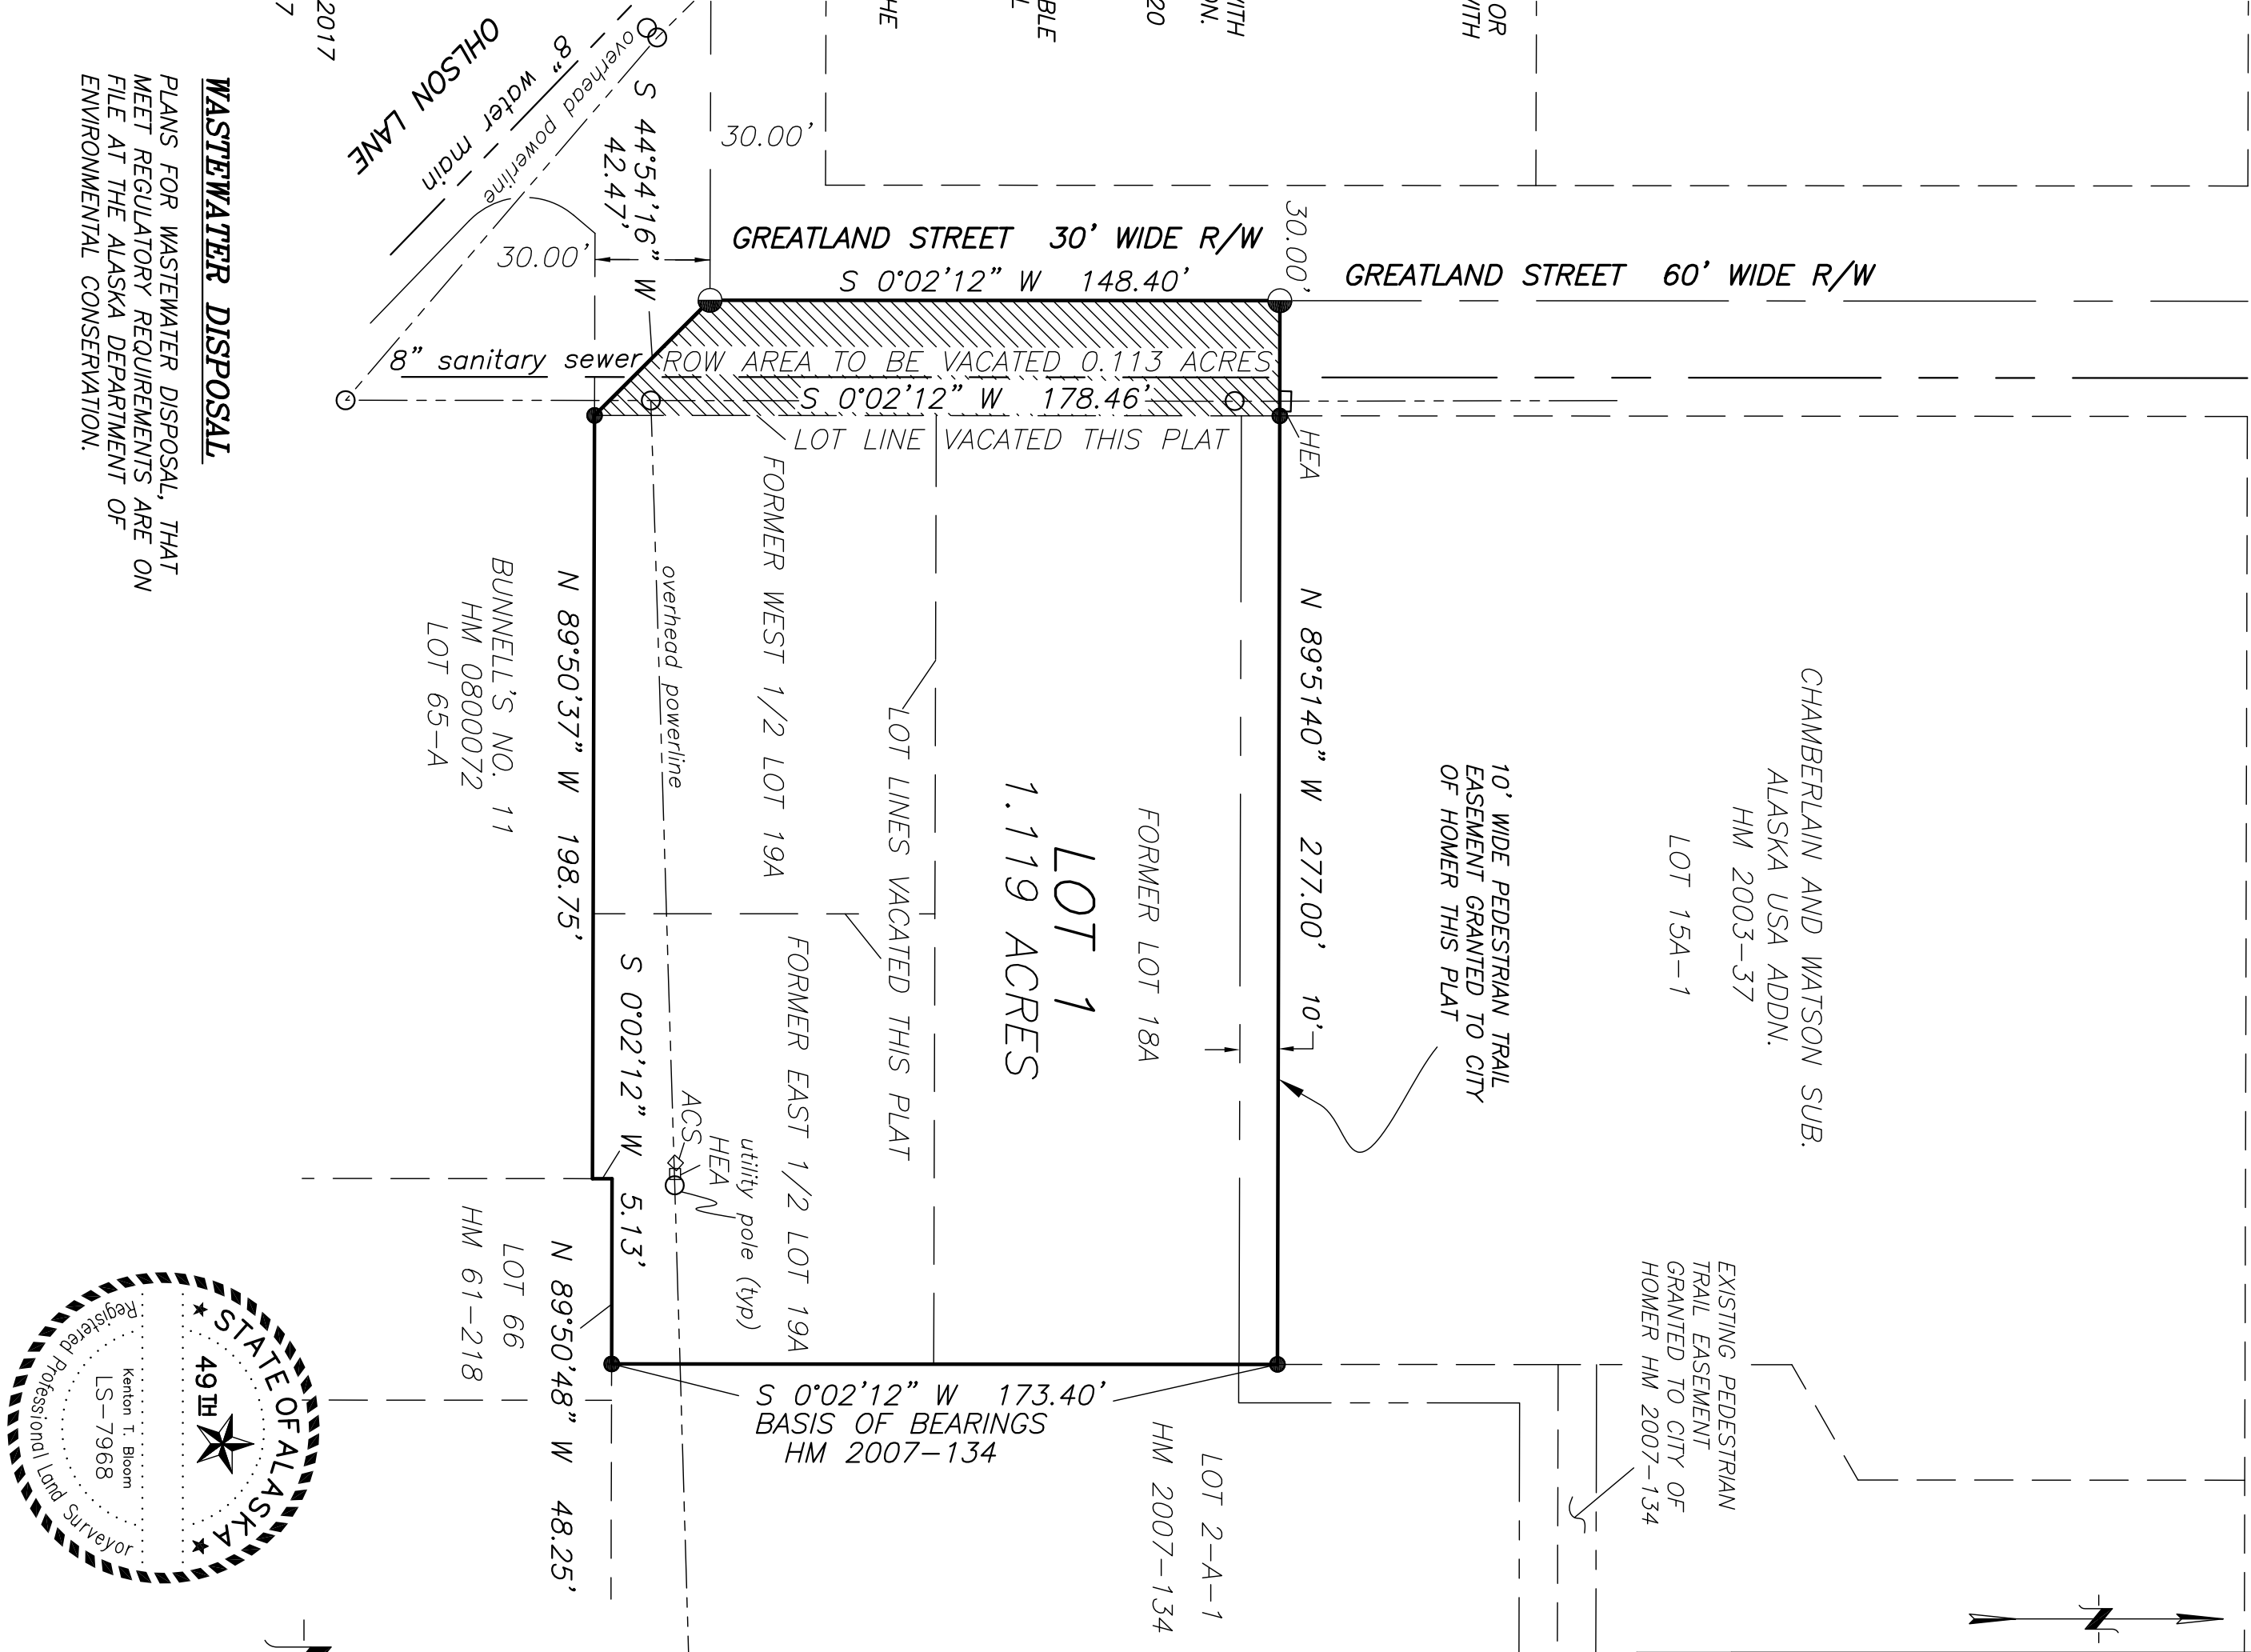 OR
WITH
WITH
ON.
20
BLE
HE
2017
7
OHLSON LANE
8" water main
overhead powerline
S 44°54'16" W
42.47'
30.00'
30.00'
30.00'
GREATLAND STREET 30' WIDE R/W
S 0°02'12" W 148.40'
GREATLAND STREET 60' WIDE R/W
8" sanitary sewer
ROW AREA TO BE VACATED 0.113 ACRES
S 0°02'12" W 178.46'
LOT LINE VACATED THIS PLAT
HEA
WASTEWATER DISPOSAL
PLANS FOR WASTEWATER DISPOSAL, THAT
MEET REGULATORY REQUIREMENTS ARE ON
FILE AT THE ALASKA DEPARTMENT OF
ENVIRONMENTAL CONSERVATION.
CHAMBERLAIN AND WATSON SUB.
ALASKA USA ADDN.
HM 2003-37
LOT 15A-1
10' WIDE PEDESTRIAN TRAIL
EASEMENT GRANTED TO CITY
OF HOMER THIS PLAT
N 89°5140" W 277.00'
10'
FORMER LOT 18A
LOT 1
1.119 ACRES
LOT LINES VACATED THIS PLAT
FORMER WEST 1/2 LOT 19A
FORMER EAST 1/2 LOT 19A
overhead powerline
utility pole (typ)
HEA
ACS
S 0°02'12" W 5.13'
N 89°50'37" W 198.75'
BUNNELL'S NO. 11
HM 0800072
LOT 65-A
N 89°50'48" W 48.25'
LOT 66
HM 61-218
S 0°02'12" W 173.40'
BASIS OF BEARINGS
HM 2007-134
EXISTING PEDESTRIAN
TRAIL EASEMENT
GRANTED TO CITY OF
HOMER HM 2007-134
LOT 2-A-1
HM 2007-134
N
STATE OF ALASKA
49TH
Kenton T. Bloom
LS-7968
Registered Professional Land Surveyor